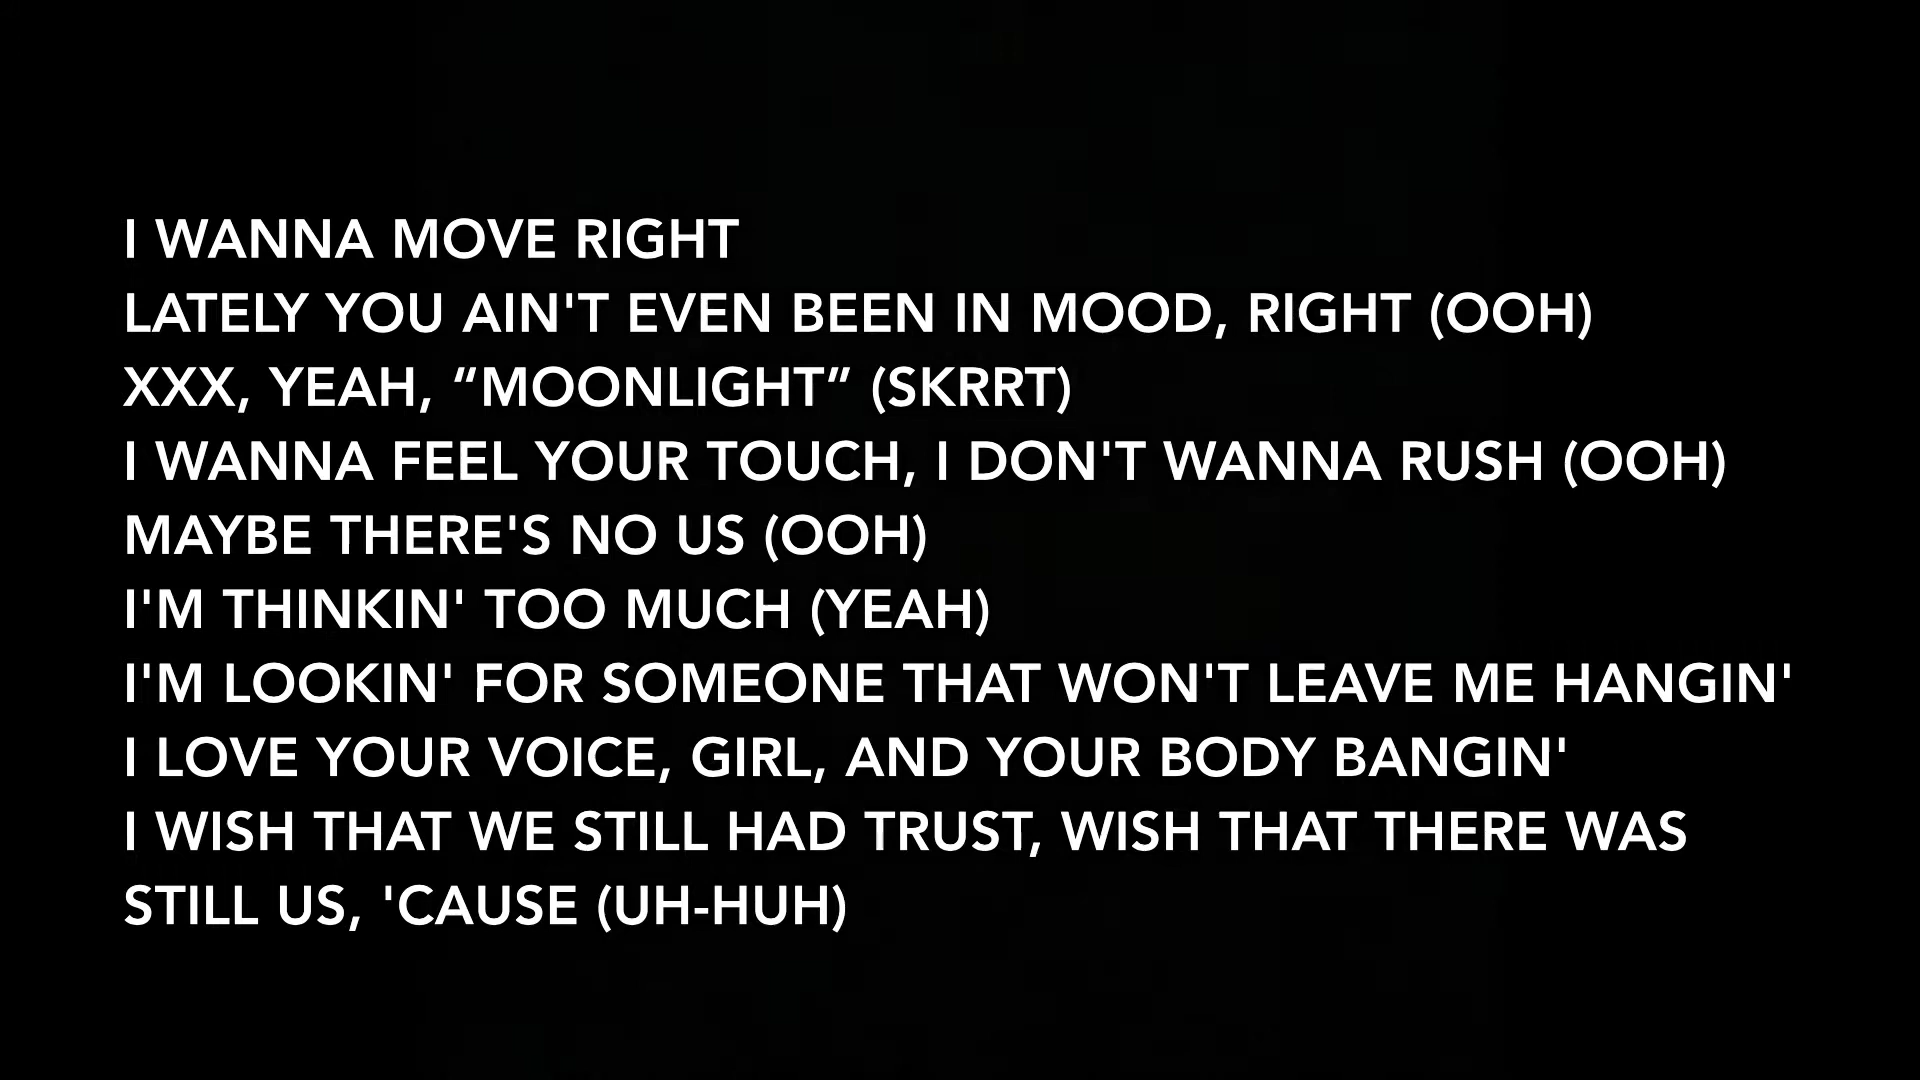 I WANNA MOVE RIGHT
LATELY YOU AIN'T EVEN BEEN IN MOOD, RIGHT (OOH)
XXX, YEAH, “MOONLIGHT” (SKRRT)
I WANNA FEEL YOUR TOUCH, I DON'T WANNA RUSH (OOH)
MAYBE THERE'S NO US (OOH)
I'M THINKIN' TOO MUCH (YEAH)
I'M LOOKIN' FOR SOMEONE THAT WON'T LEAVE ME HANGIN'
I LOVE YOUR VOICE, GIRL, AND YOUR BODY BANGIN'
I WISH THAT WE STILL HAD TRUST, WISH THAT THERE WAS
STILL US, 'CAUSE (UH-HUH)